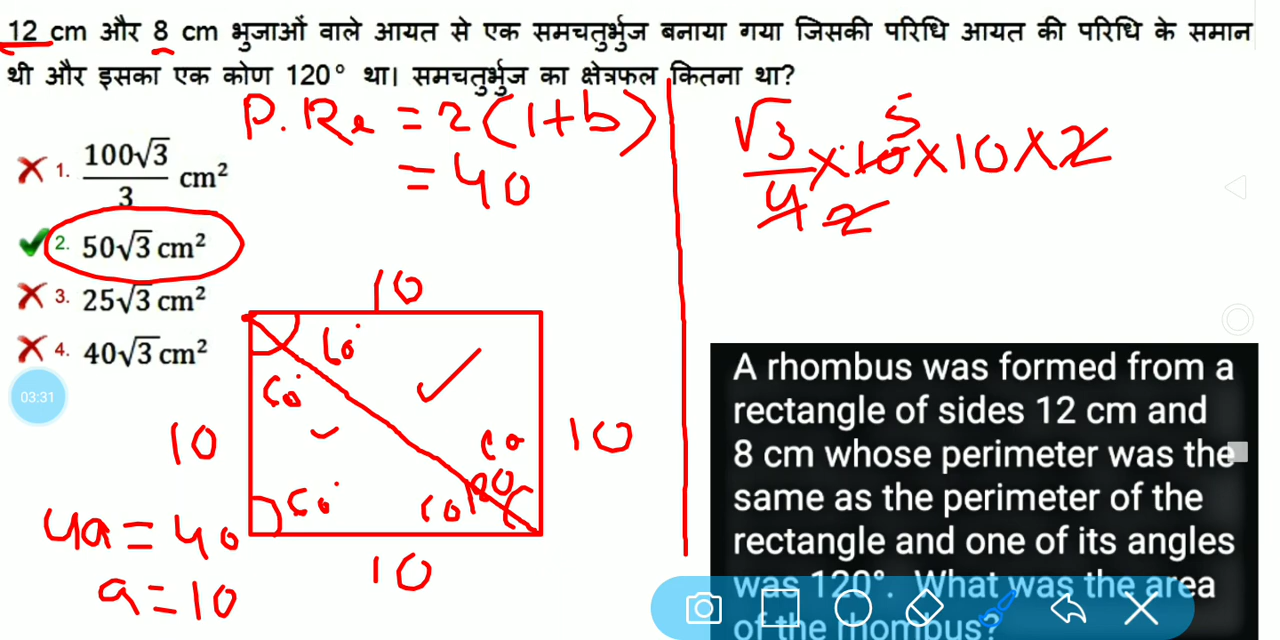 12 cm और 8 cm भुजाओं वाले आयत से एक समचतुर्भुज बनाया गया जिसकी परिधि आयत की परिधि के समान
थी और इसका एक कोण 120° था। समचतुर्भुज का क्षेत्रफल कितना था?
P. Re = 2(l+b)
= 40
1. 100√3/3 cm²
2. 50√3 cm²
3. 25√3 cm²
4. 40√3 cm²
√3/4 × 10 × 10 × 2
5
2
10
60°
60°
10
60
10
60°
60
10
4a = 40
a = 10
03:31
A rhombus was formed from a
rectangle of sides 12 cm and
8 cm whose perimeter was the
same as the perimeter of the
rectangle and one of its angles
was 120°. What was the area
of the rhombus?